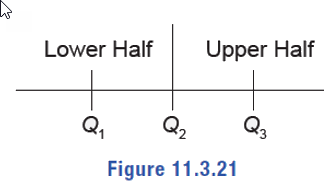 Lower Half Upper Half
Q₁ Q₂ Q₃
Figure 11.3.21